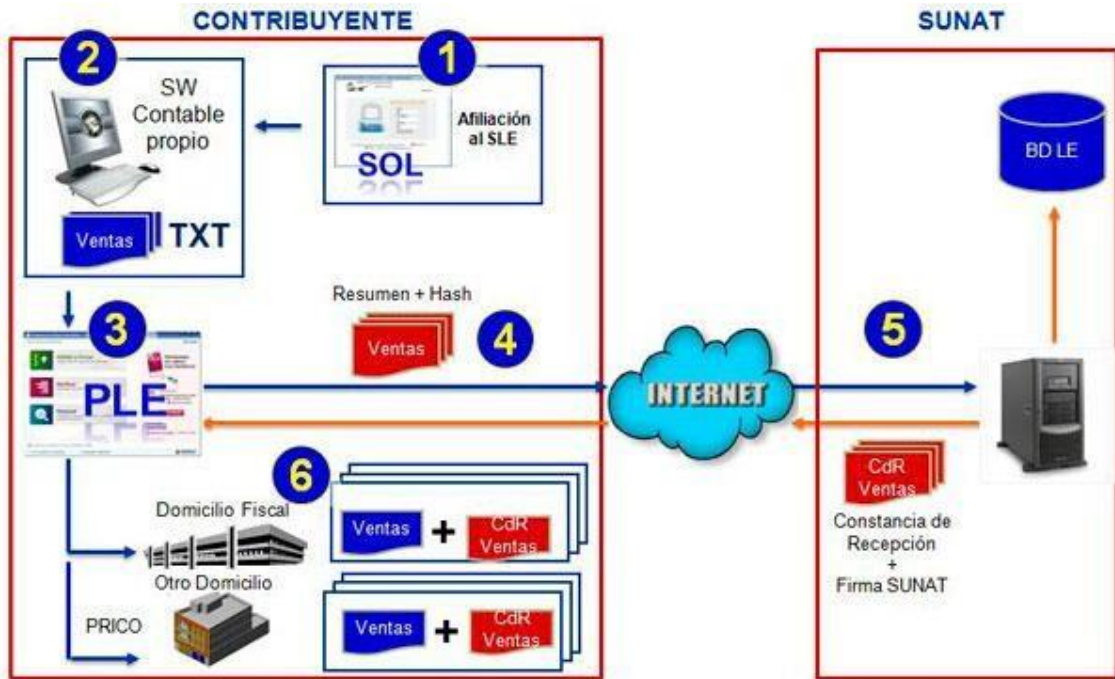 CONTRIBUYENTE
SUNAT
2
SW
Contable
propio
Ventas
TXT
1
SOL
Afiliación
al SLE
BD LE
3
PLE
Resumen + Hash
Ventas
4
INTERNET
5
CdR
Ventas
Constancia de
Recepción
+
Firma SUNAT
6
Domicilio Fiscal
Ventas
+
CdR
Ventas
Otro Domicilio
PRICO
Ventas
+
CdR
Ventas